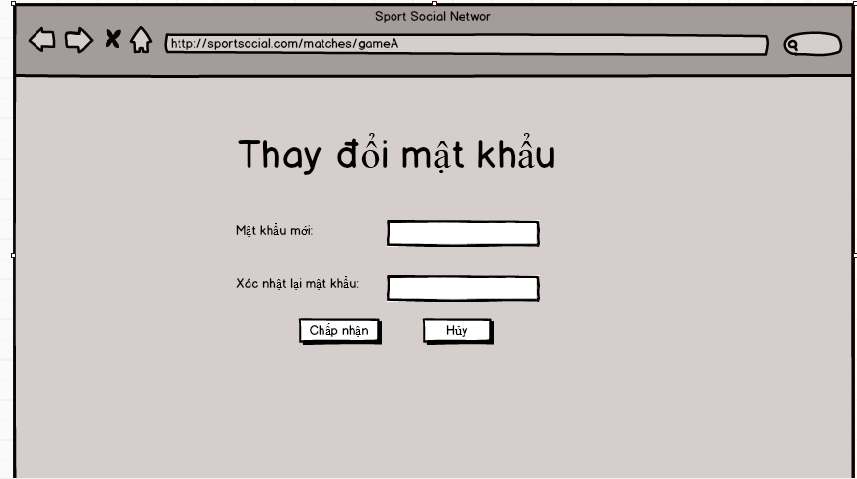 Sport Social Networ
http://sportsocial.com/matches/gameA
Thay đổi mật khẩu
Mật khẩu mới:
Xác nhật lại mật khẩu:
Chấp nhận
Hủy